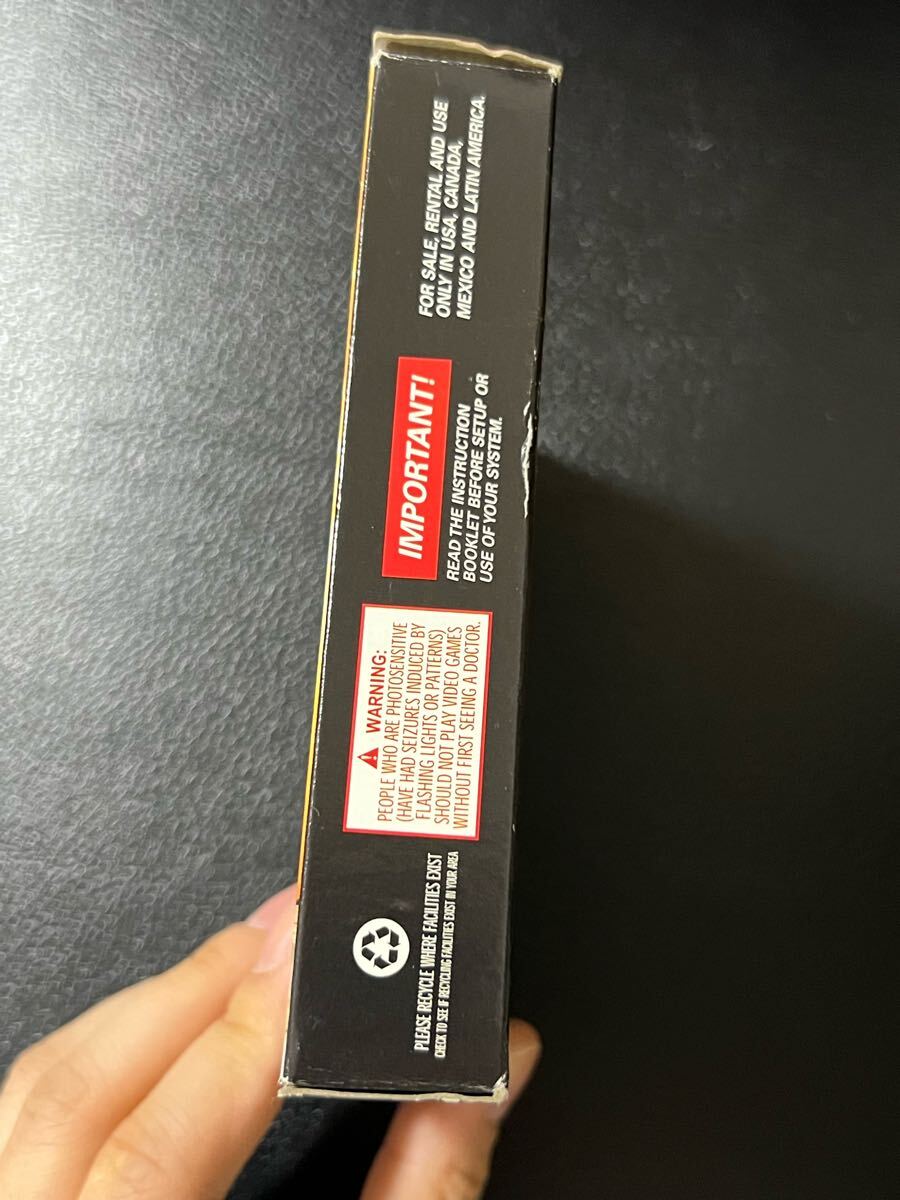 PLEASE RECYCLE WHERE FACILITIES EXIST
CHECK TO SEE IF RECYCLING FACILITIES EXIST IN YOUR AREA
WARNING:
PEOPLE WHO ARE PHOTOSENSITIVE
(HAVE HAD SEIZURES INDUCED BY
FLASHING LIGHTS OR PATTERNS)
SHOULD NOT PLAY VIDEO GAMES
WITHOUT FIRST SEEING A DOCTOR.
IMPORTANT!
READ THE INSTRUCTION
BOOKLET BEFORE SETUP OR
USE OF YOUR SYSTEM.
FOR SALE, RENTAL AND USE
ONLY IN USA, CANADA,
MEXICO AND LATIN AMERICA.